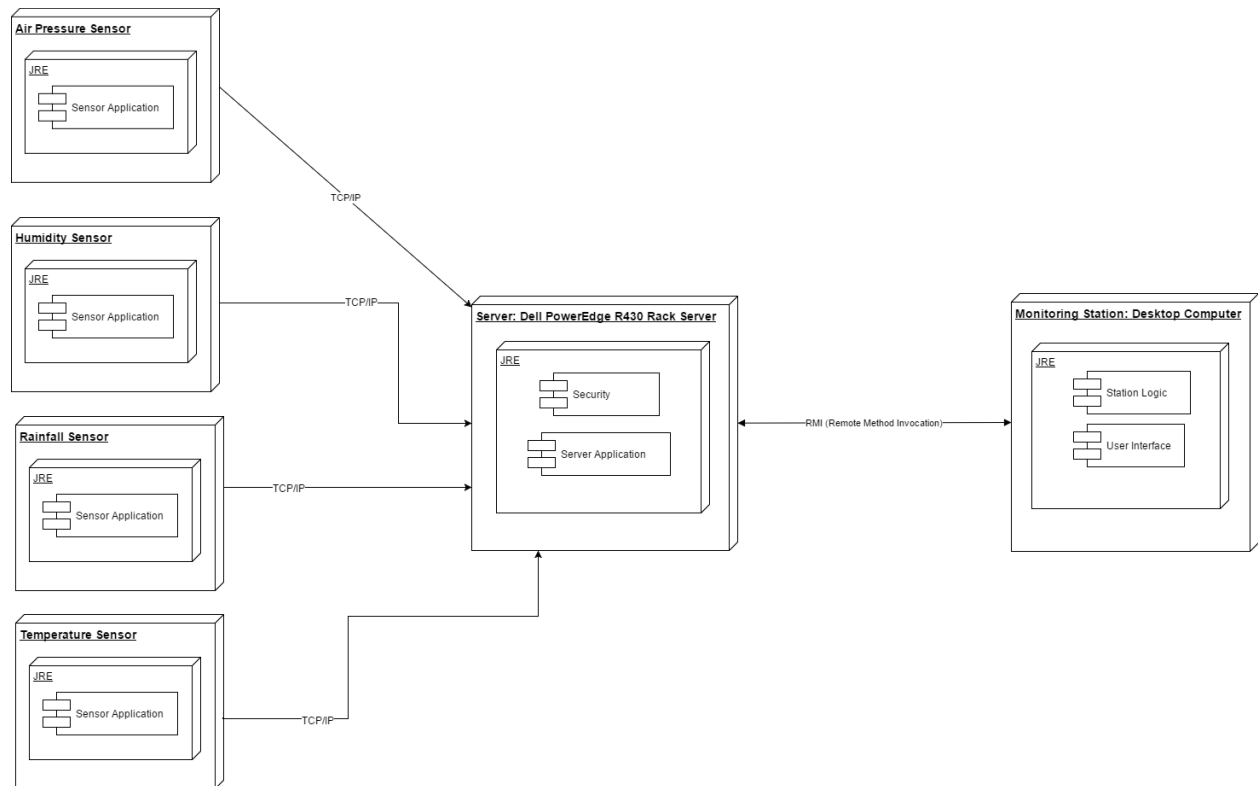 Air Pressure Sensor
JRE
Sensor Application
TCP/IP
Humidity Sensor
JRE
Sensor Application
TCP/IP
Rainfall Sensor
JRE
Sensor Application
TCP/IP
Temperature Sensor
JRE
Sensor Application
TCP/IP
Server: Dell PowerEdge R430 Rack Server
JRE
Security
Server Application
RMI (Remote Method Invocation)
Monitoring Station: Desktop Computer
JRE
Station Logic
User Interface